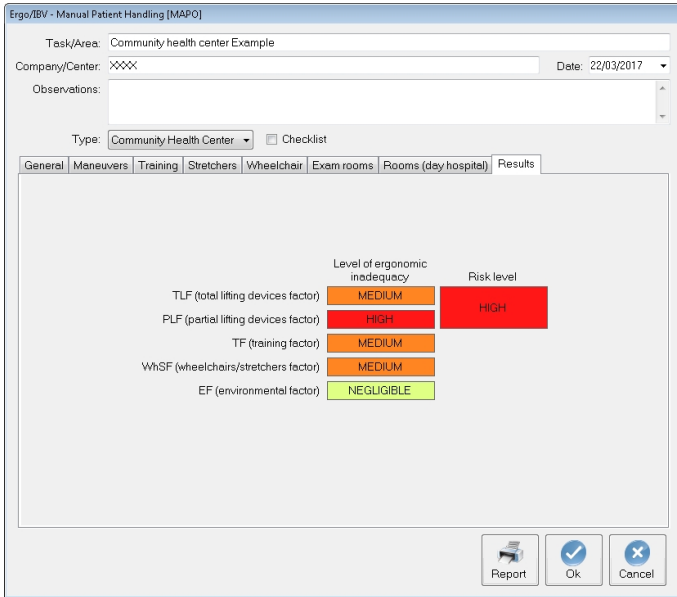 Ergo/IBV - Manual Patient Handling [MAPO]
Task/Area: Community health center Example
Company/Center: XXXX Date: 22/03/2017
Observations:
Type: Community Health Center Checklist
General Maneuvers Training Stretchers Wheelchair Exam rooms Rooms (day hospital) Results
Level of ergonomic
inadequacy Risk level
TLF (total lifting devices factor) MEDIUM
HIGH
PLF (partial lifting devices factor) HIGH
TF (training factor) MEDIUM
WhSF (wheelchairs/stretchers factor) MEDIUM
EF (environmental factor) NEGLIGIBLE
Report Ok Cancel